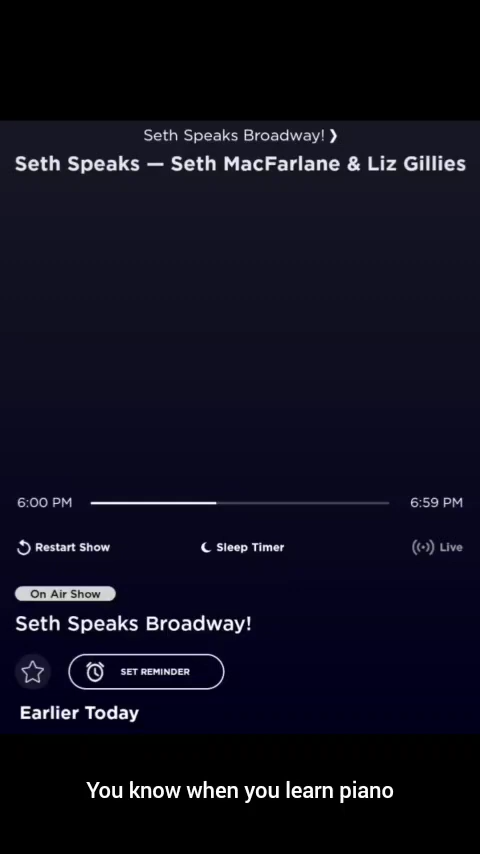 Seth Speaks Broadway! ❯
Seth Speaks — Seth MacFarlane & Liz Gillies
6:00 PM 6:59 PM
Restart Show Sleep Timer Live
On Air Show
Seth Speaks Broadway!
SET REMINDER
Earlier Today
You know when you learn piano